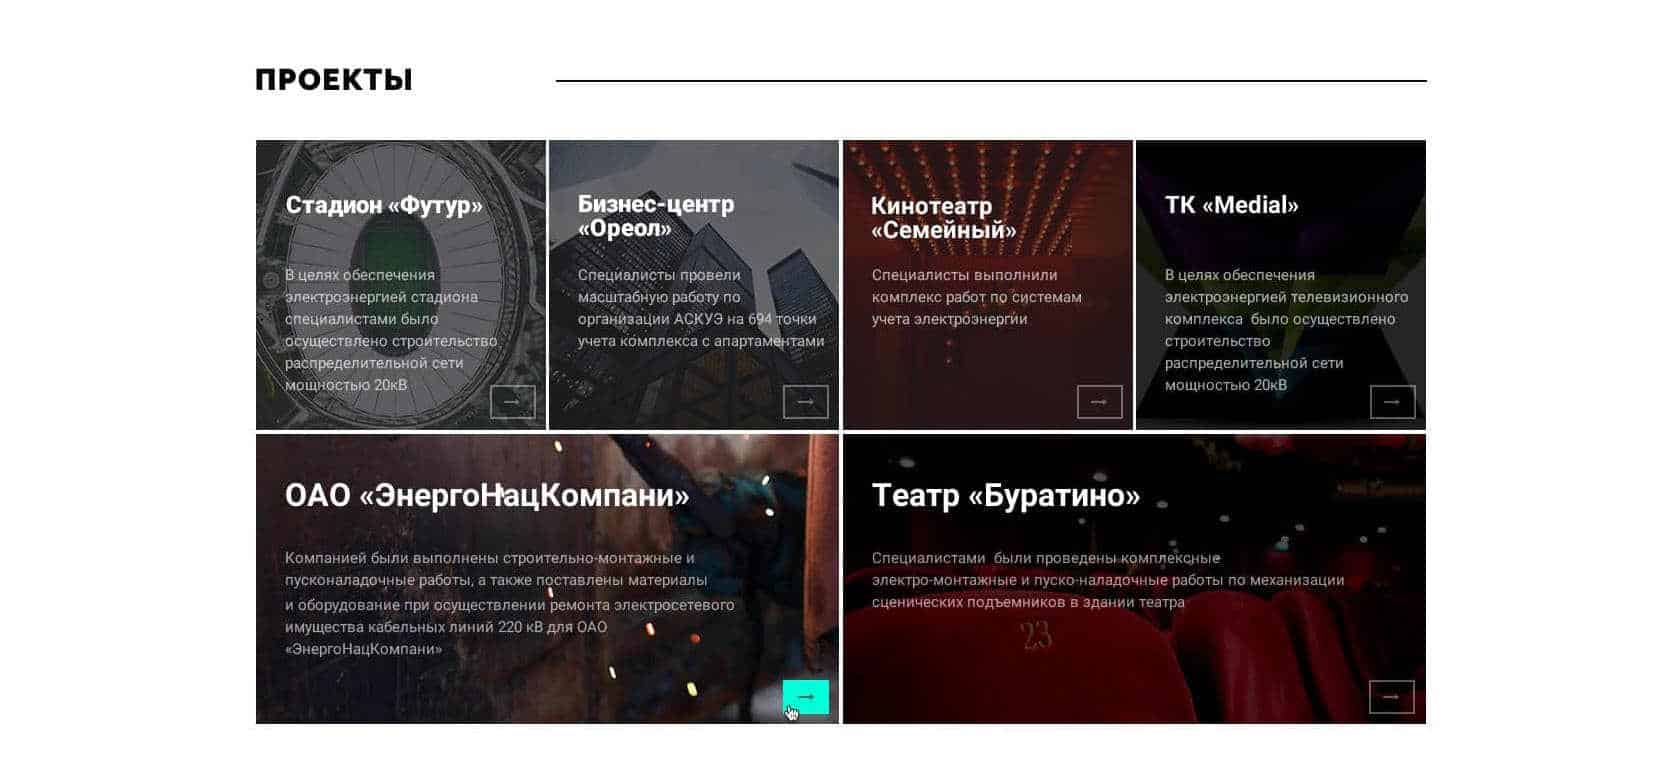 ПРОЕКТЫ
Стадион «Футур»
В целях обеспечения
электроэнергией стадиона
специалистами было
осуществлено строительство
распределительной сети
мощностью 20кВ
Бизнес-центр
«Ореол»
Специалисты провели
масштабную работу по
организации АСКУЭ на 694 точки
учета комплекса с апартаментами
Кинотеатр
«Семейный»
Специалисты выполнили
комплекс работ по системам
учета электроэнергии
ТК «Medial»
В целях обеспечения
электроэнергией телевизионного
комплекса было осуществлено
строительство
распределительной сети
мощностью 20кВ
ОАО «ЭнергоНацКомпани»
Компанией были выполнены строительно-монтажные и
пусконаладочные работы, а также поставлены материалы
и оборудование при осуществлении ремонта электросетевого
имущества кабельных линий 220 кВ для ОАО
«ЭнергоНацКомпани»
Театр «Буратино»
Специалистами были проведены комплексные
электро-монтажные и пуско-наладочные работы по механизации
сценических подъемников в здании театра
23